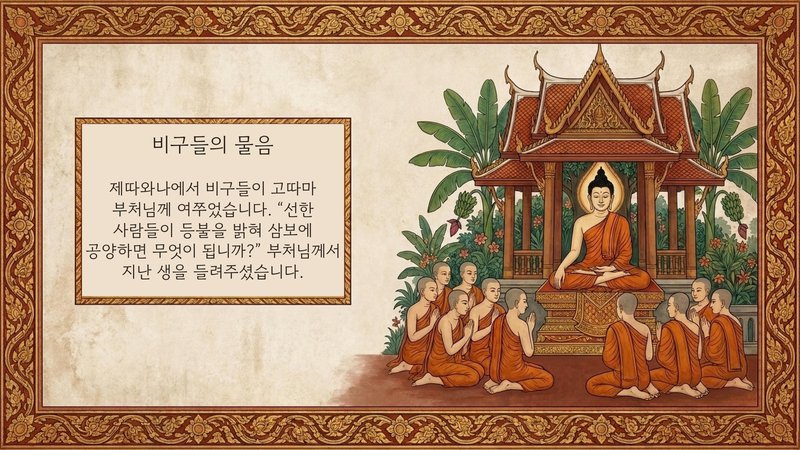 비구들의 물음
제따와나에서 비구들이 고따마
부처님께 여쭈었습니다. “선한
사람들이 등불을 밝혀 삼보에
공양하면 무엇이 됩니까?” 부처님께서
지난 생을 들려주셨습니다.